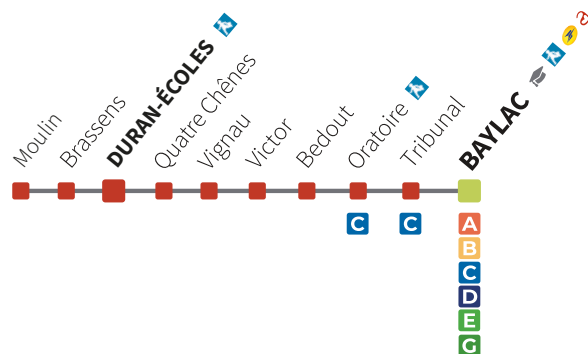 Moulin
Brassens
DURAN-ÉCOLES
Quatre Chênes
Vignau
Victor
Bedout
Oratoire
Tribunal
BAYLAC
C
C
A
B
C
D
E
G